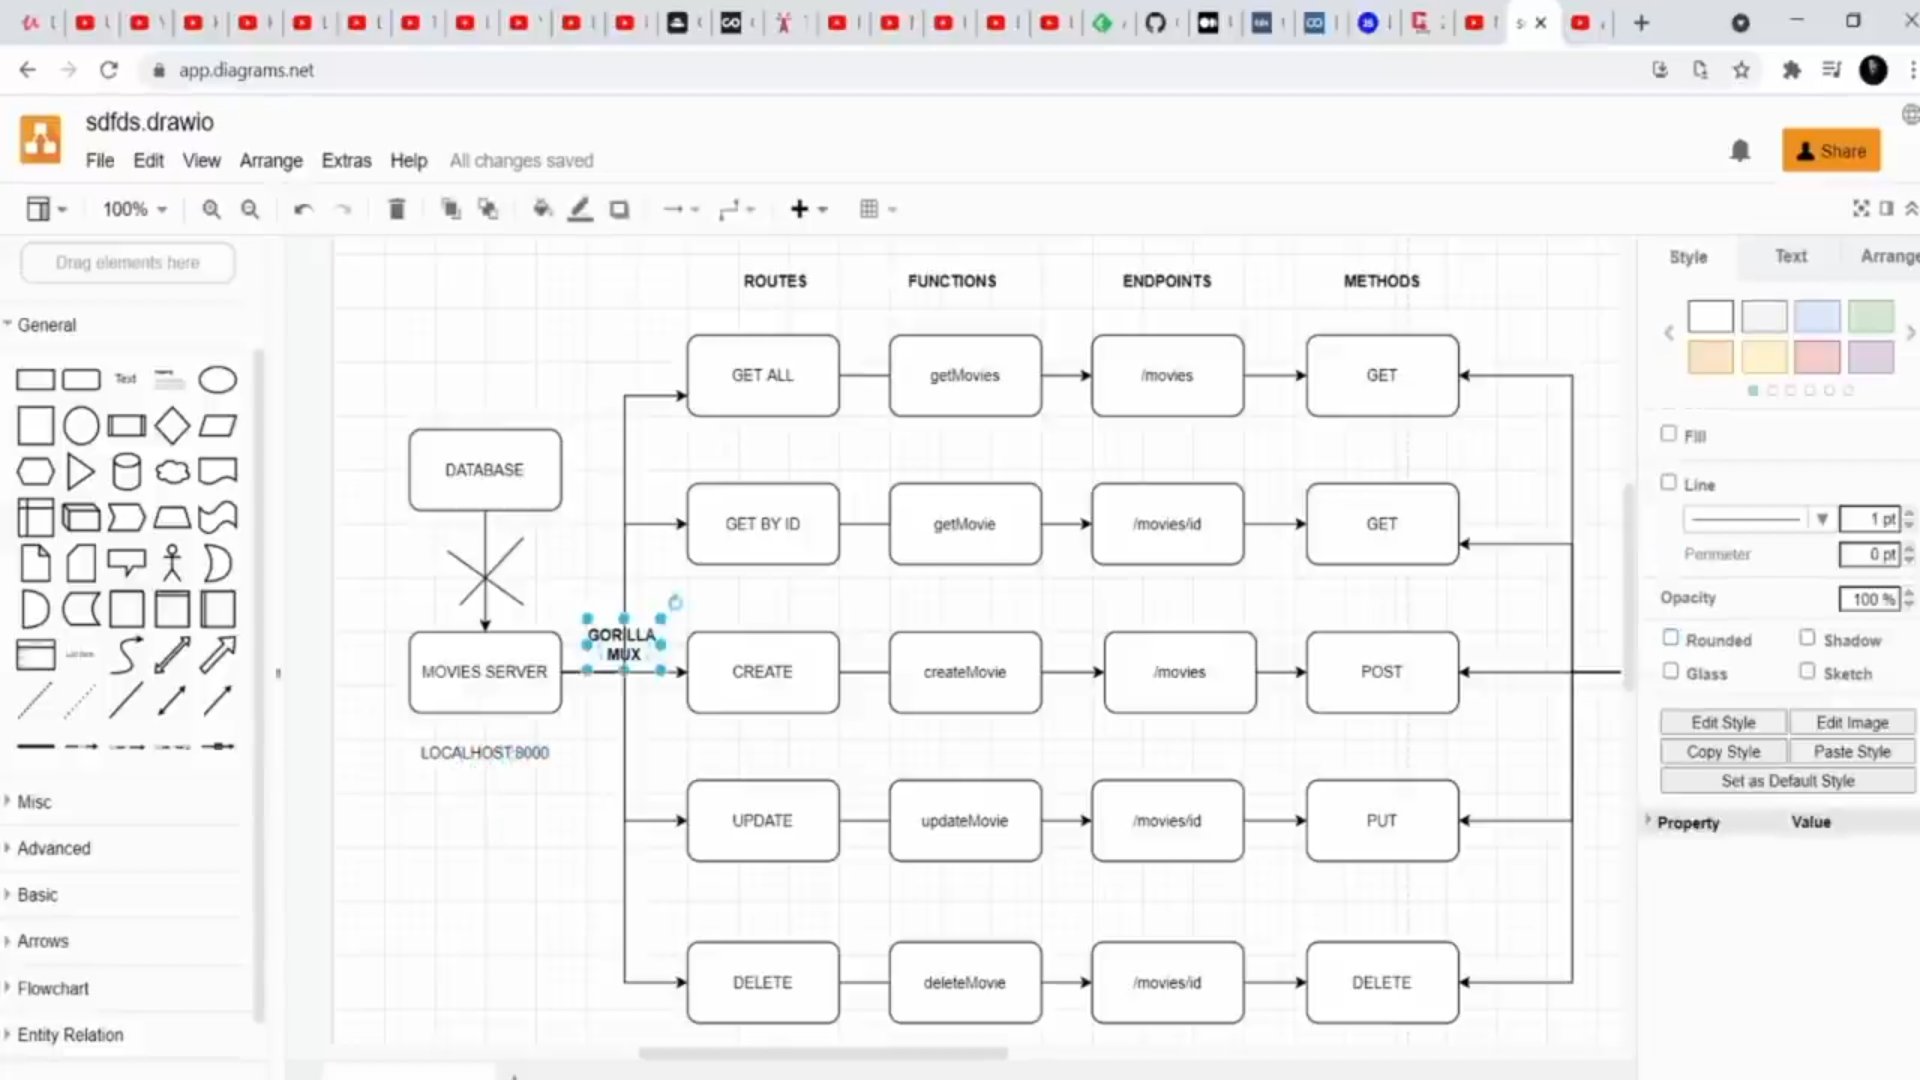 app.diagrams.net
sdfds.drawio
File Edit View Arrange Extras Help All changes saved
Share
100%
Drag elements here
General
Text
Misc
Advanced
Basic
Arrows
Flowchart
Entity Relation
ROUTES FUNCTIONS ENDPOINTS METHODS
GET ALL getMovies /movies GET
DATABASE
GET BY ID getMovie /movies/id GET
GORILLA
MUX
MOVIES SERVER CREATE createMovie /movies POST
LOCALHOST:8000
UPDATE updateMovie /movies/id PUT
DELETE deleteMovie /movies/id DELETE
Style Text Arrange
Fill
Line
1 pt
Perimeter 0 pt
Opacity 100 %
Rounded Shadow
Glass Sketch
Edit Style Edit Image
Copy Style Paste Style
Set as Default Style
Property Value